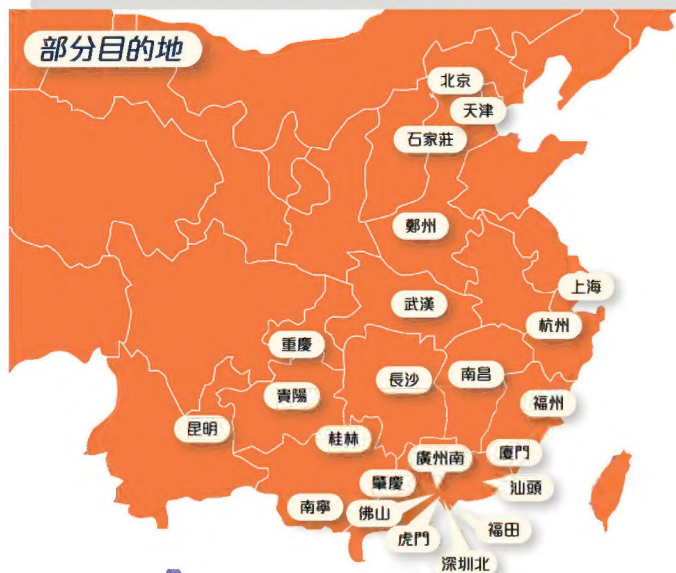 部分目的地
北京
天津
石家莊
鄭州
上海
武漢
杭州
重慶
長沙
南昌
貴陽
福州
昆明
桂林
廣州南
廈門
肇慶
汕頭
南寧
佛山
虎門
福田
深圳北